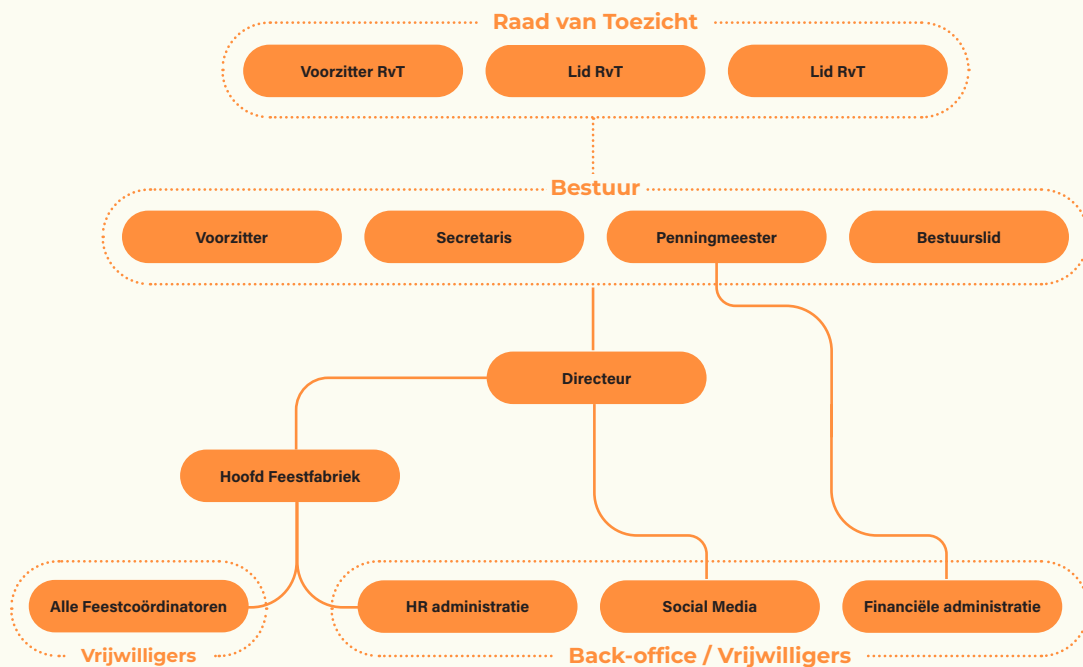 Raad van Toezicht
Voorzitter RvT
Lid RvT
Lid RvT
Bestuur
Voorzitter
Secretaris
Penningmeester
Bestuurslid
Directeur
Hoofd Feestfabriek
Alle Feestcoördinatoren
HR administratie
Social Media
Financiële administratie
Vrijwilligers
Back-office / Vrijwilligers